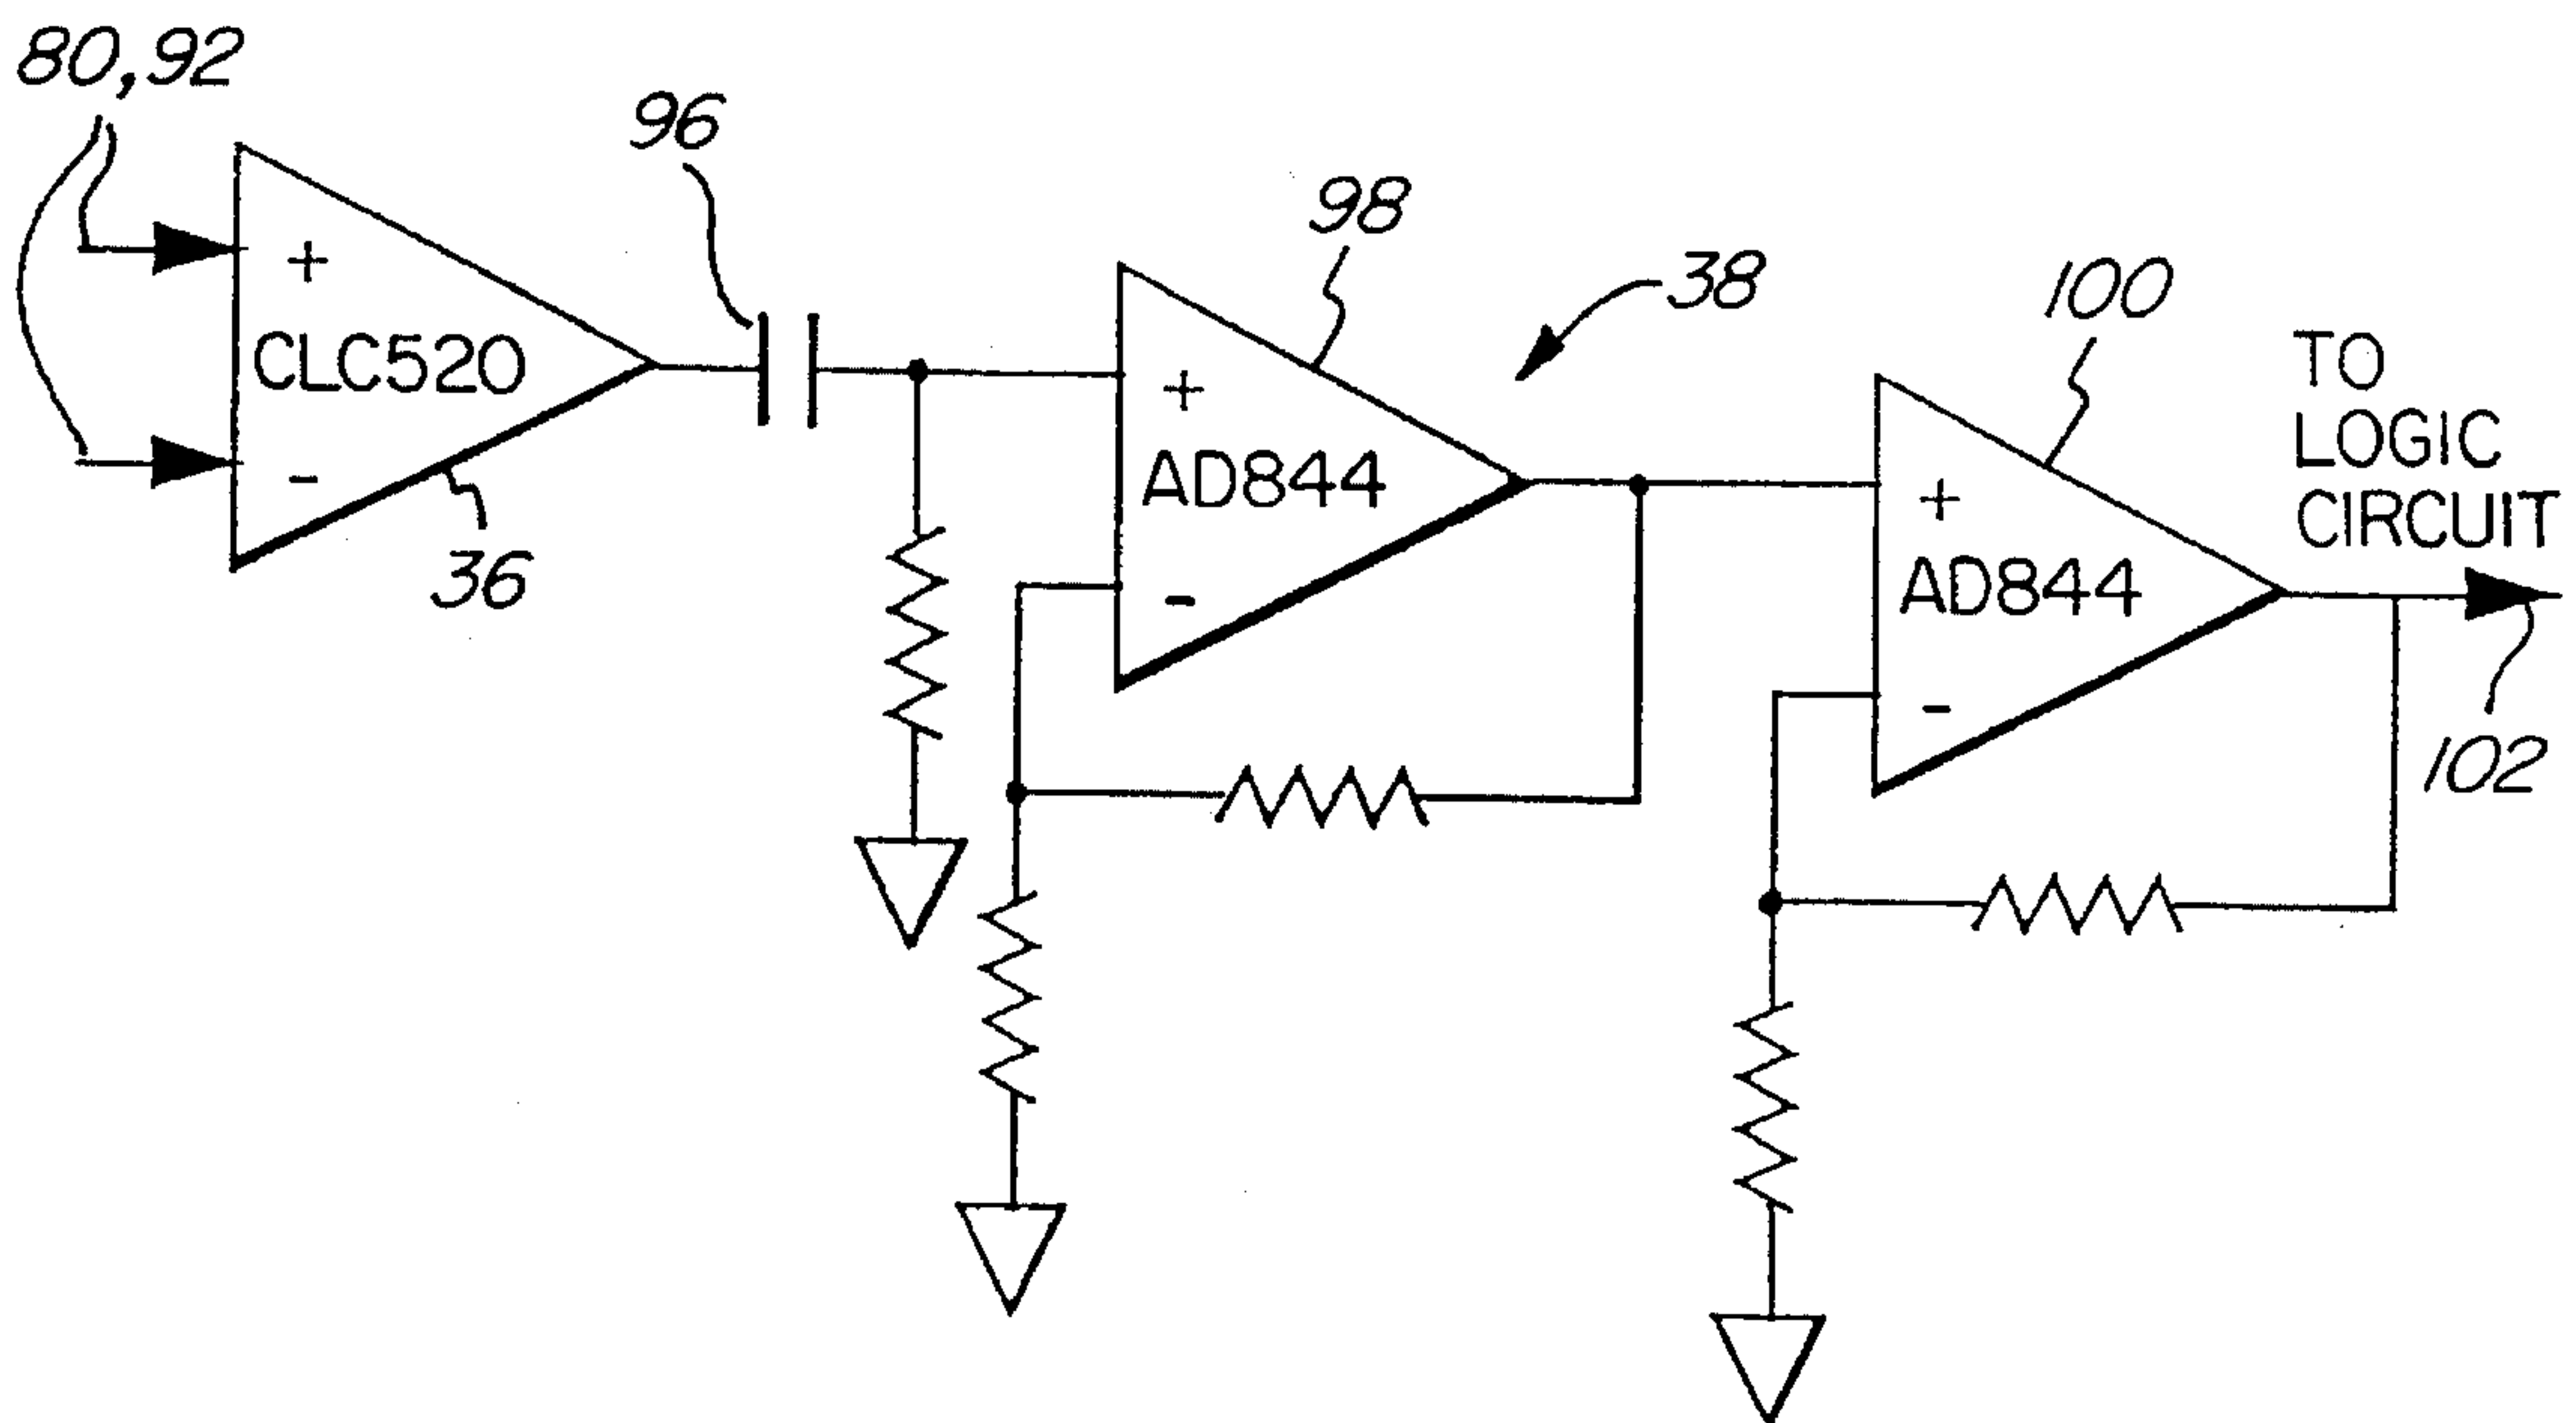 80,92
96
98
38
100
TO
LOGIC
CIRCUIT
+
CLC520
-
36
+
AD844
-
+
AD844
-
102